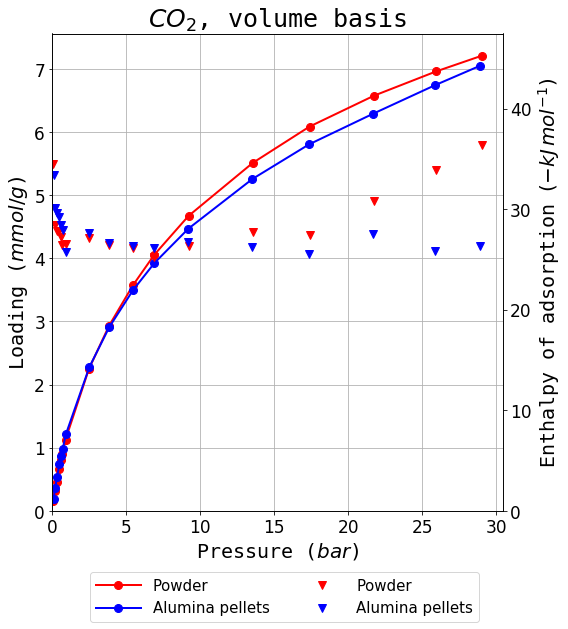 CO₂, volume basis
Loading (mmol/g)
7
6
5
4
3
2
1
0
40
30
20
10
0
Enthalpy of adsorption (−kJ mol⁻¹)
0 5 10 15 20 25 30
Pressure (bar)
Powder Powder
Alumina pellets Alumina pellets